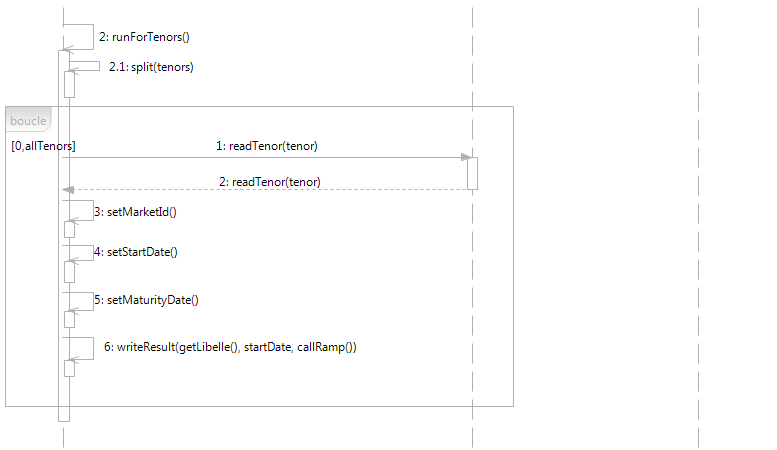 2: runForTenors()
2.1: split(tenors)
boucle
[0,allTenors]
1: readTenor(tenor)
2: readTenor(tenor)
3: setMarketId()
4: setStartDate()
5: setMaturityDate()
6: writeResult(getLibelle(), startDate, callRamp())